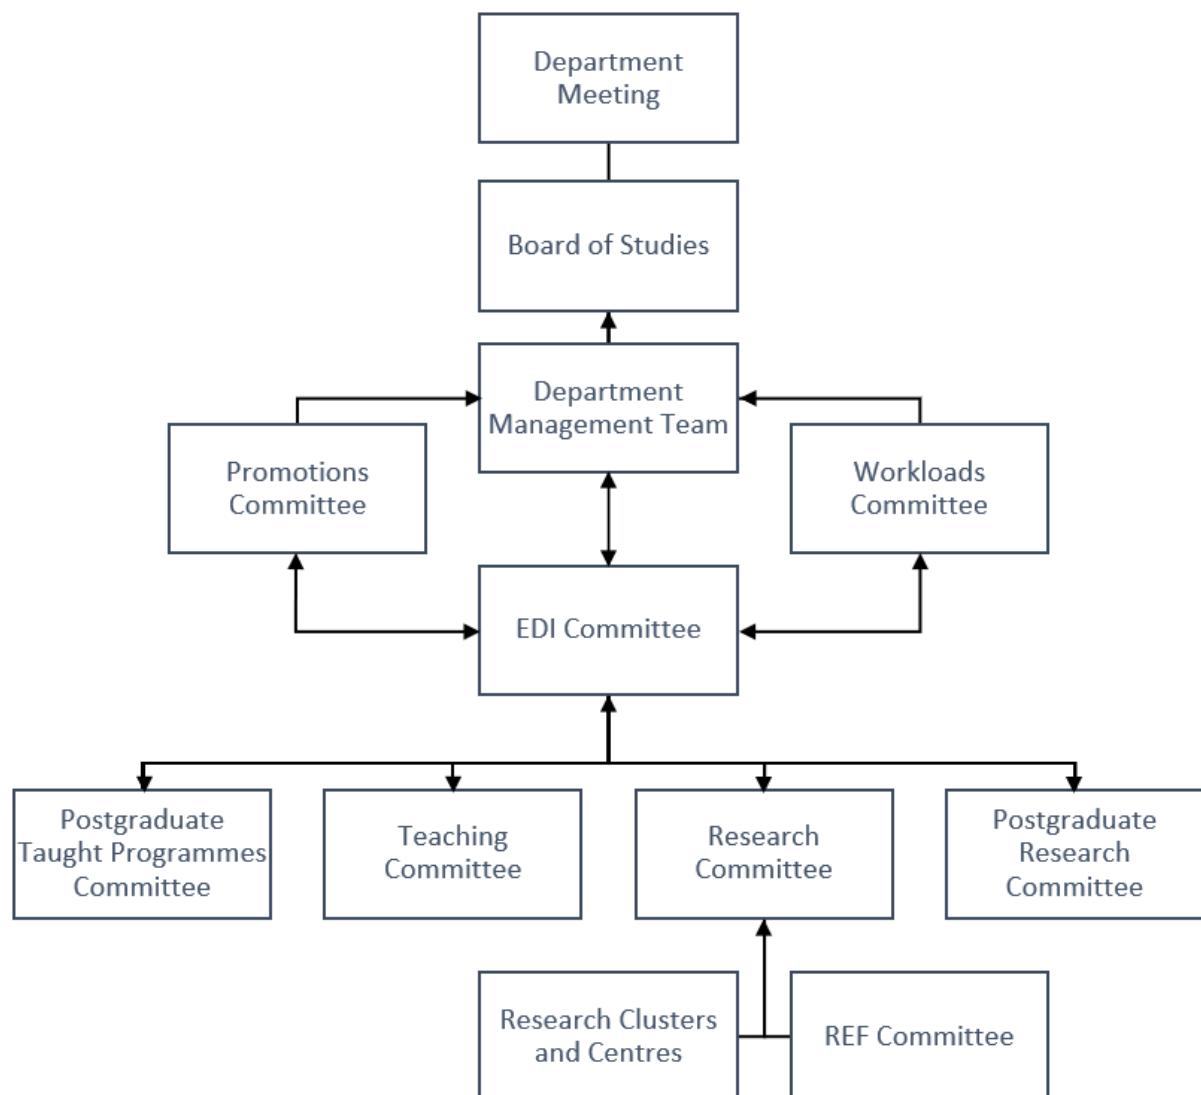 Department
Meeting
Board of Studies
Department
Management Team
Promotions
Committee
Workloads
Committee
EDI Committee
Postgraduate
Taught Programmes
Committee
Teaching
Committee
Research
Committee
Postgraduate
Research
Committee
Research Clusters
and Centres
REF Committee